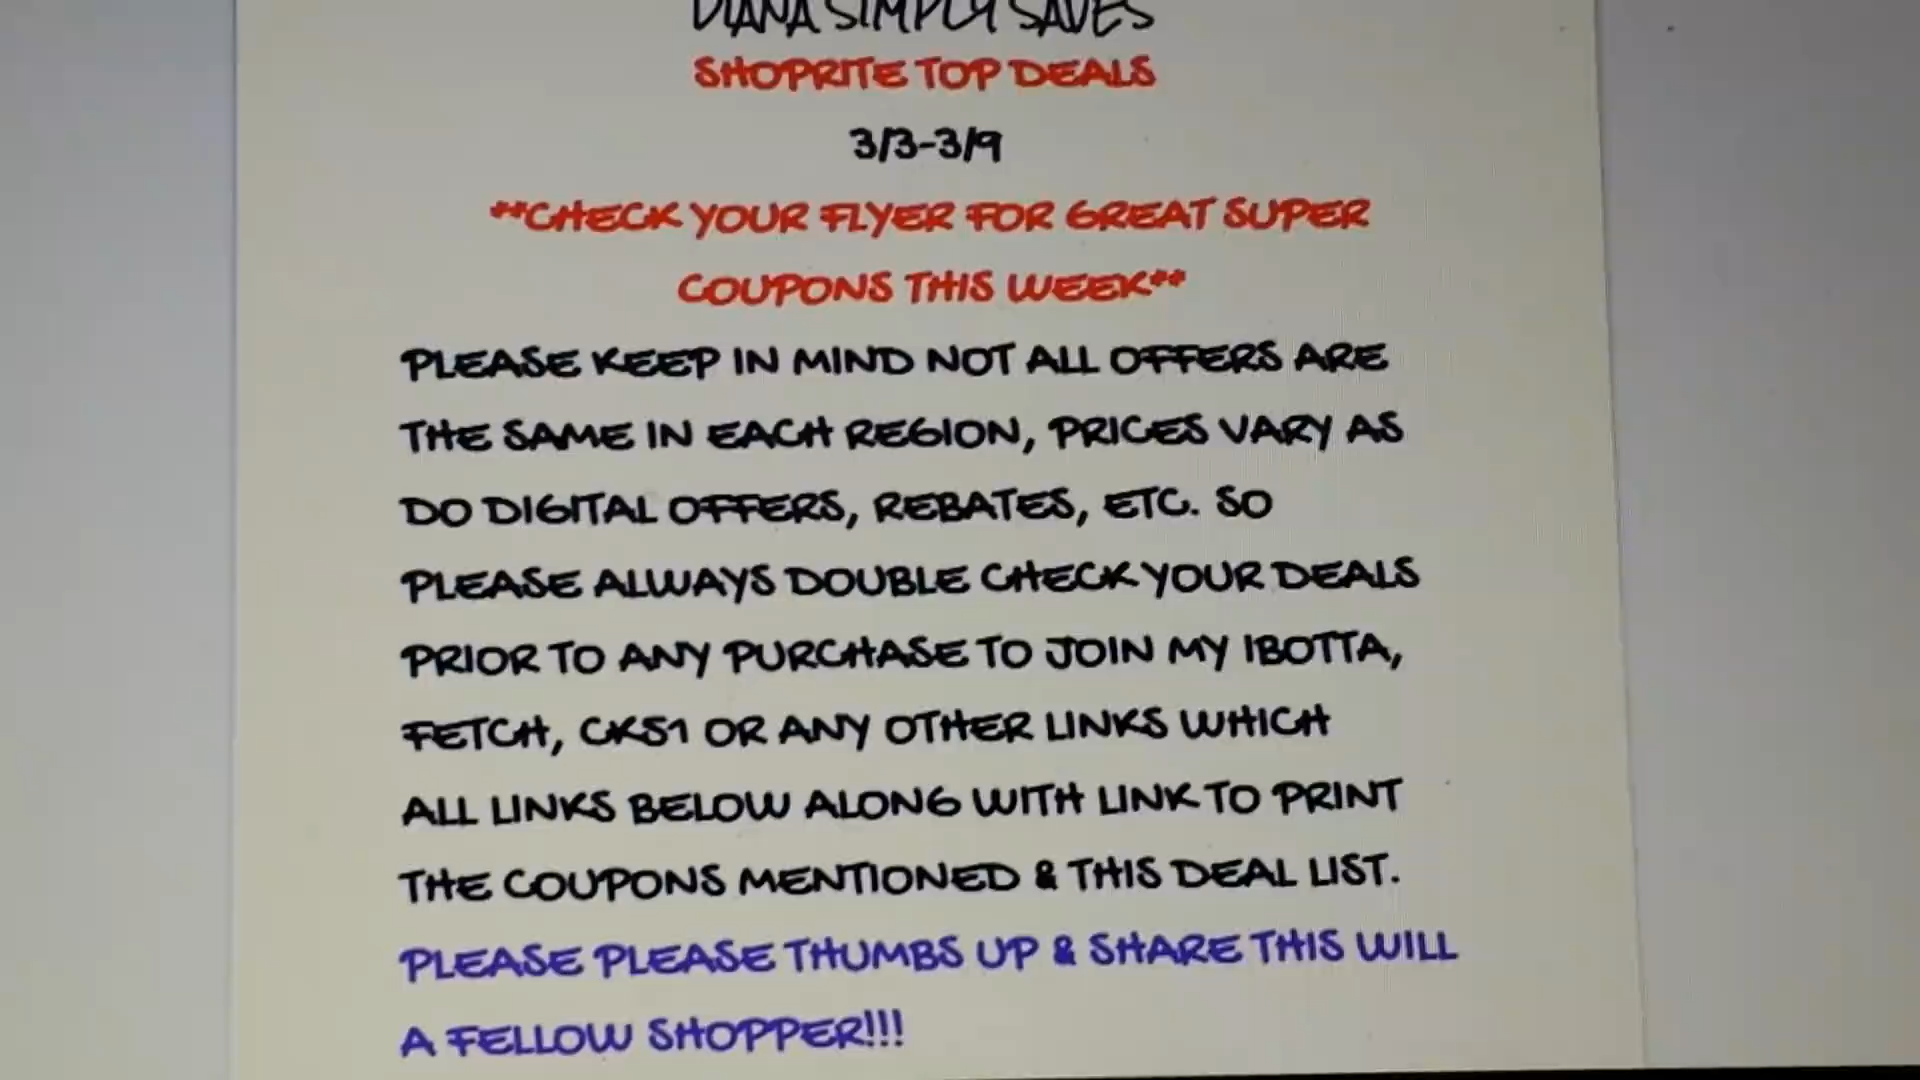 DIANA SIMPLY SAVES
SHOPRITE TOP DEALS
3/3-3/9
**CHECK YOUR FLYER FOR GREAT SUPER
COUPONS THIS WEEK**
PLEASE KEEP IN MIND NOT ALL OFFERS ARE
THE SAME IN EACH REGION, PRICES VARY AS
DO DIGITAL OFFERS, REBATES, ETC. SO
PLEASE ALWAYS DOUBLE CHECK YOUR DEALS
PRIOR TO ANY PURCHASE TO JOIN MY IBOTTA,
FETCH, CK51 OR ANY OTHER LINKS WHICH
ALL LINKS BELOW ALONG WITH LINK TO PRINT
THE COUPONS MENTIONED & THIS DEAL LIST.
PLEASE PLEASE THUMBS UP & SHARE THIS WILL
A FELLOW SHOPPER!!!